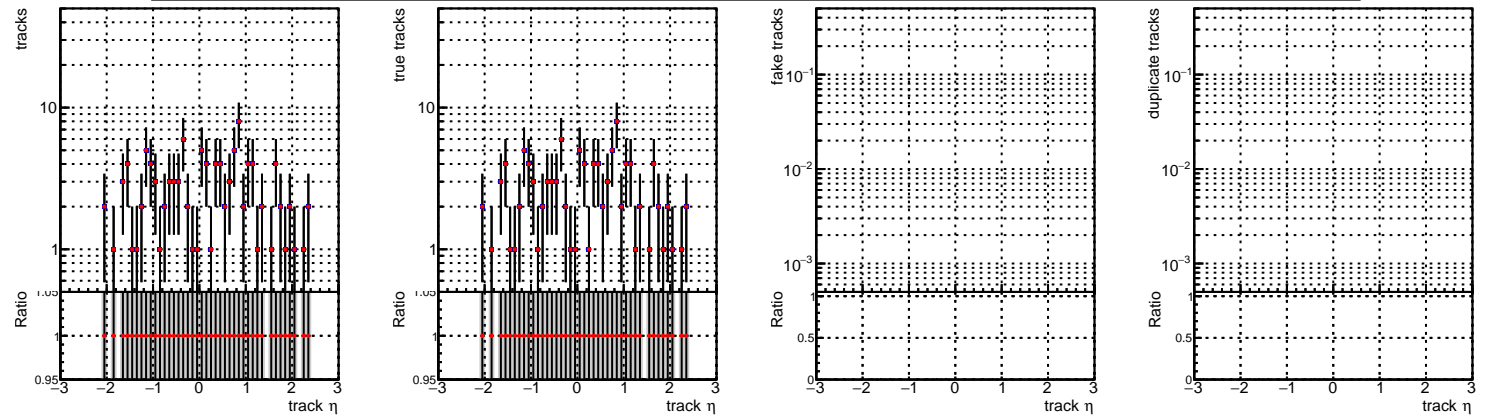 tracks
10
1
Ratio
1.05
1
0.95
−3 −2 −1 0 1 2 3
track η
true tracks
10
1
Ratio
1.05
1
0.95
−3 −2 −1 0 1 2 3
track η
fake tracks
10−1
10−2
10−3
Ratio
1
0.5
0
−3 −2 −1 0 1 2 3
track η
duplicate tracks
10−1
10−2
10−3
Ratio
1
0.5
0
−3 −2 −1 0 1 2 3
track η